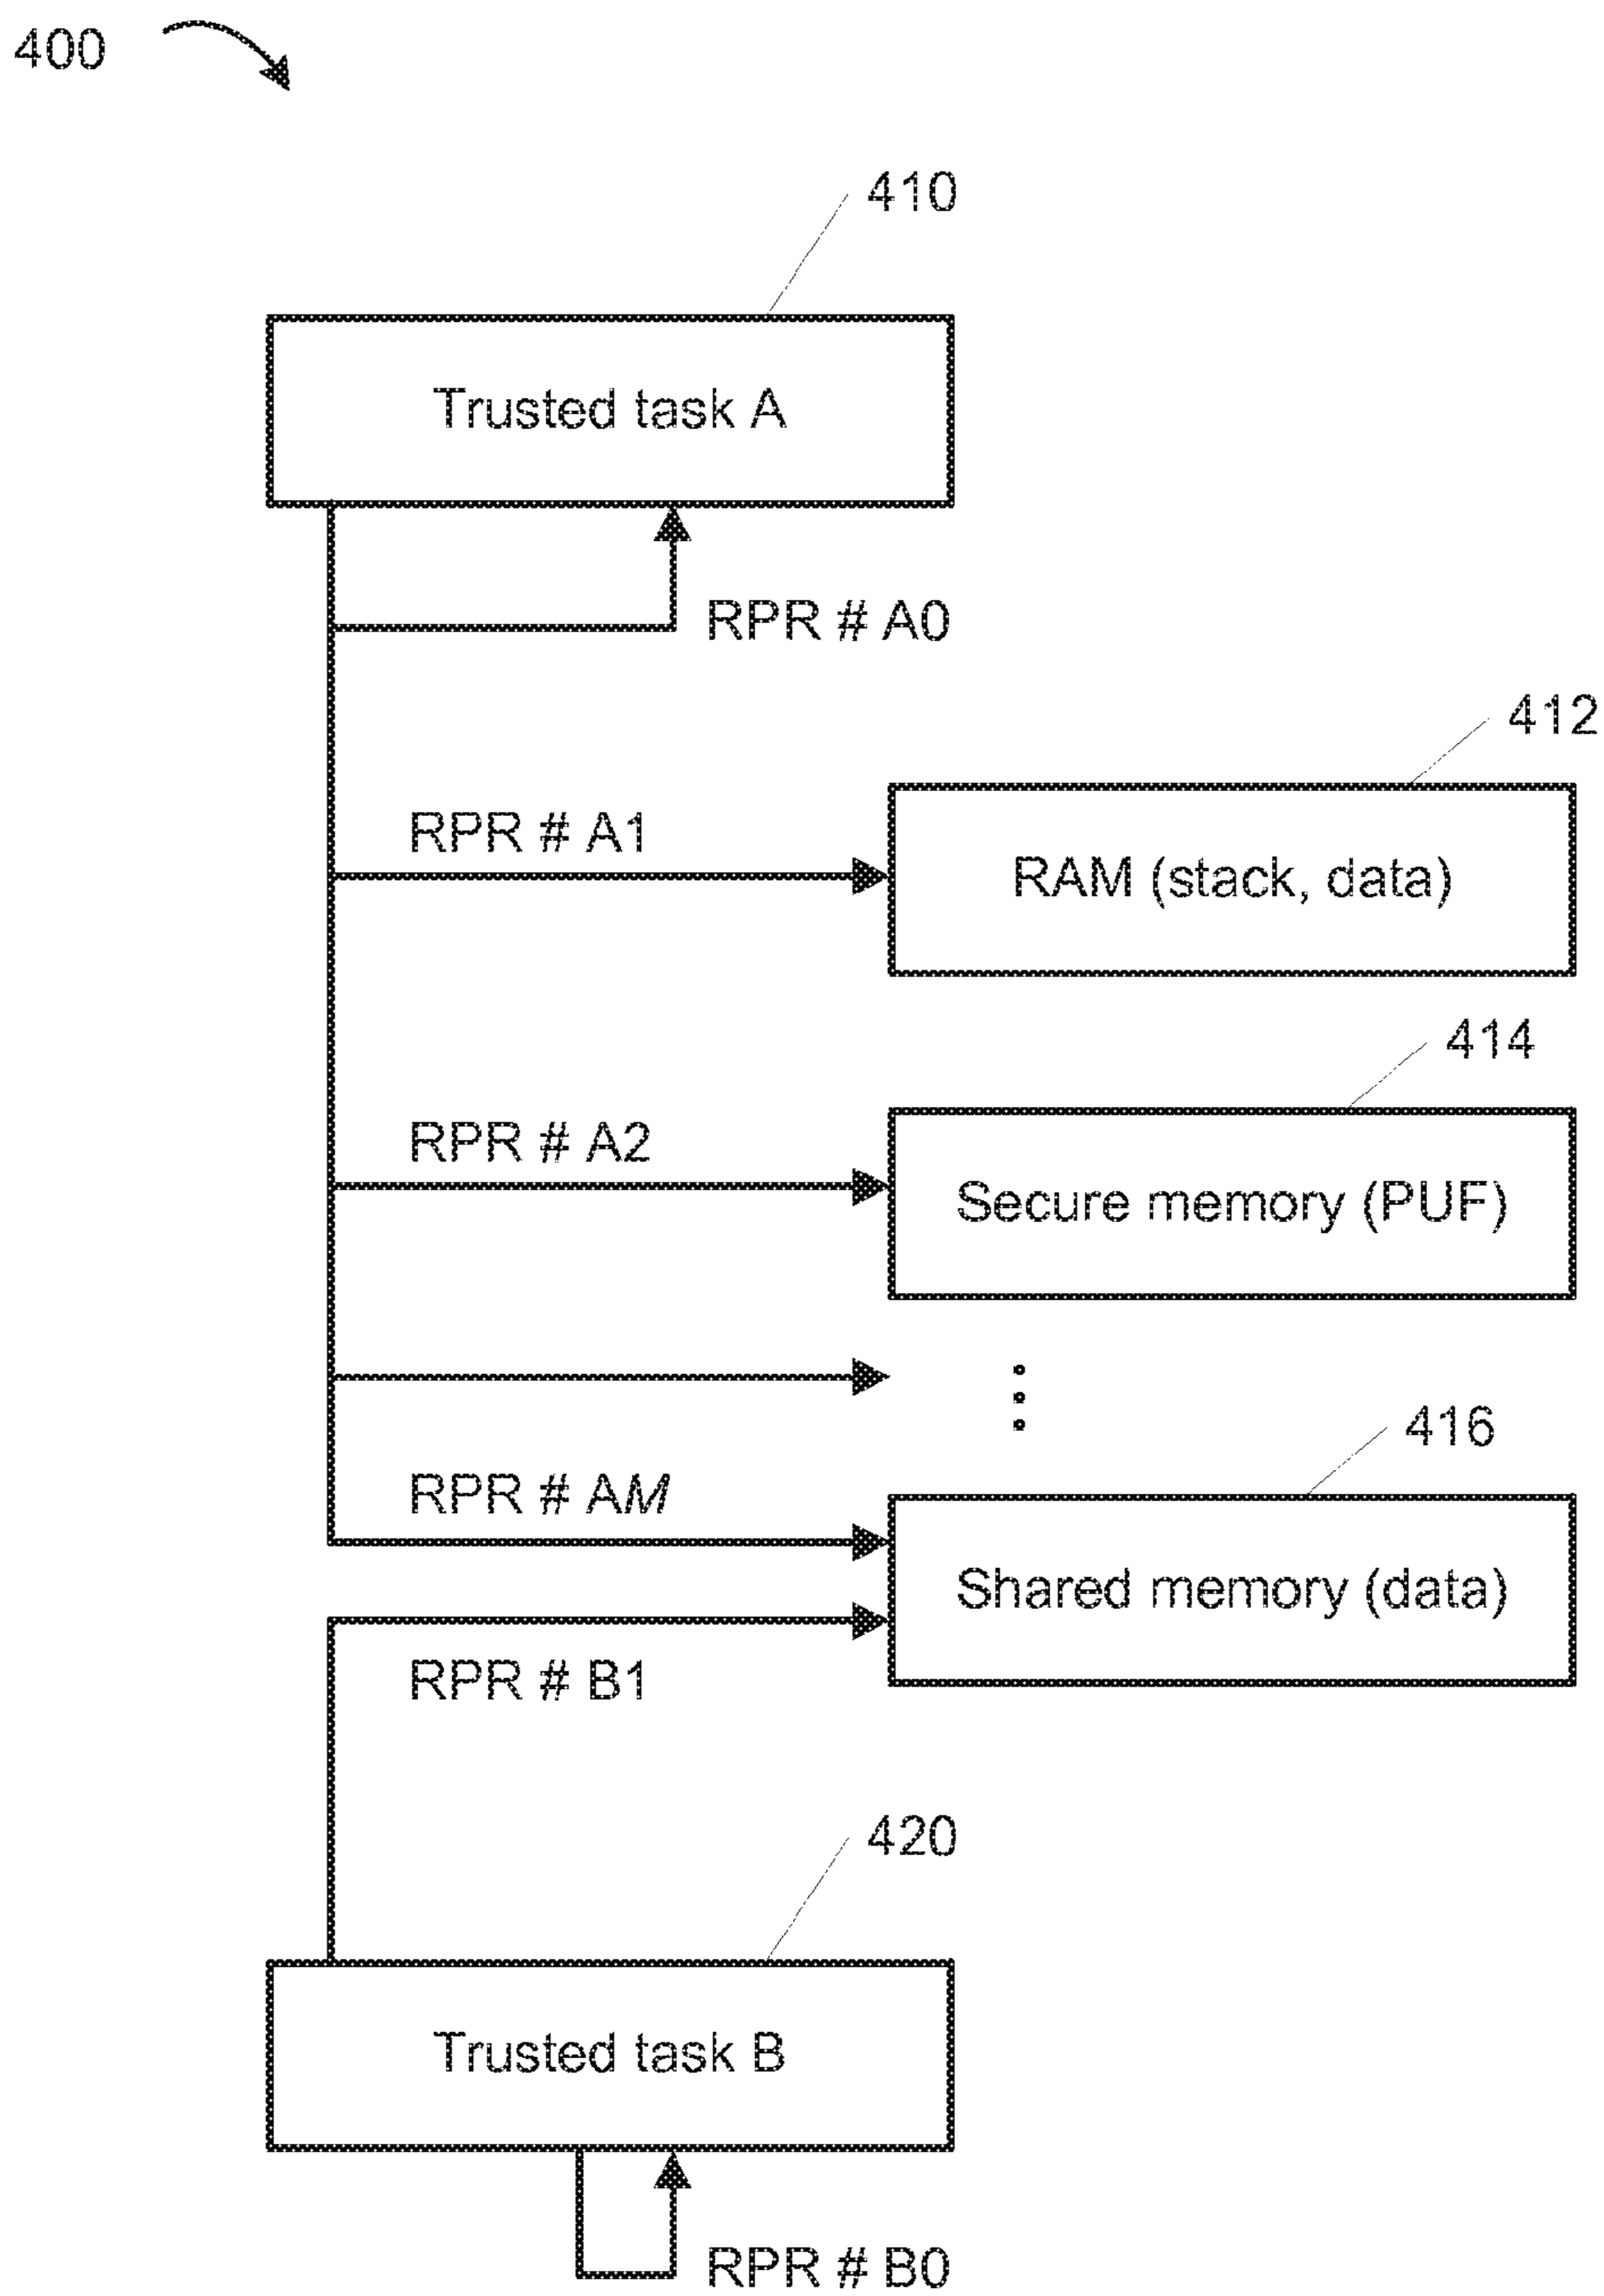 400
410
Trusted task A
RPR # A0
412
RPR # A1
RAM (stack, data)
414
RPR # A2
Secure memory (PUF)
416
RPR # AM
Shared memory (data)
RPR # B1
420
Trusted task B
RPR # B0